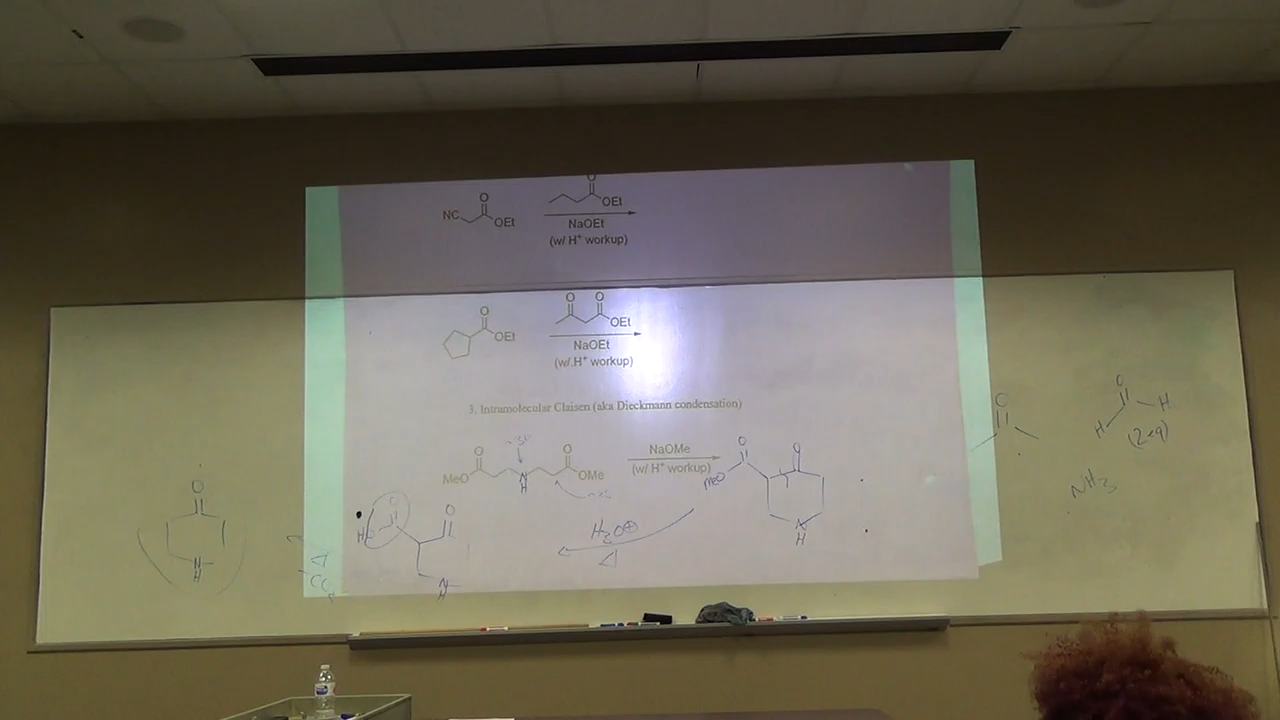 O
NC O OEt
OEt
NaOEt
(w/ H⁺ workup)
O O O
OEt OEt
NaOEt
(w/ H⁺ workup)
3. Intramolecular Claisen (aka Dieckmann condensation)
O O
MeO N H OMe
NaOMe
(w/ H⁺ workup)
O O
MeO
N
H
H₃O⊕
Δ
O O
N
H
Δ
O
N
H
O
O
H H
(2eq)
NH₃